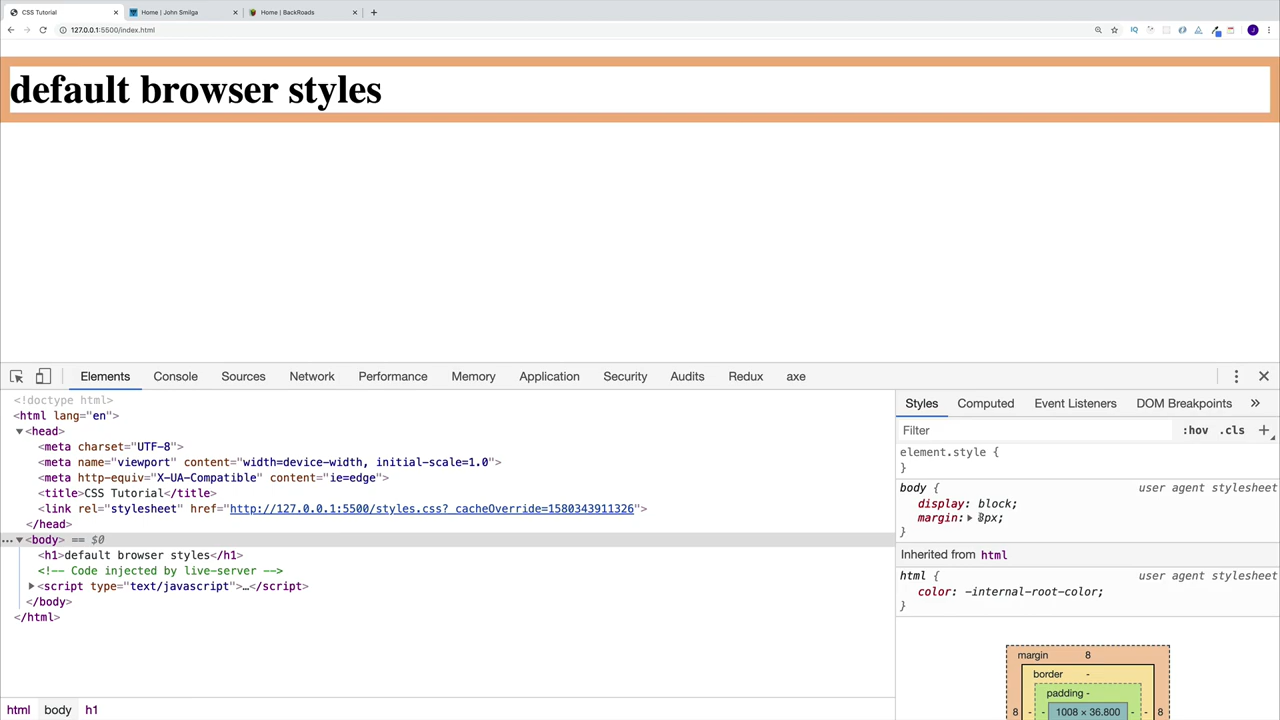 CSS Tutorial
Home | John Smilga
Home | BackRoads
127.0.0.1:5500/index.html
default browser styles
Elements Console Sources Network Performance Memory Application Security Audits Redux axe
<!doctype html>
<html lang="en">
<head>
<meta charset="UTF-8">
<meta name="viewport" content="width=device-width, initial-scale=1.0">
<meta http-equiv="X-UA-Compatible" content="ie=edge">
<title>CSS Tutorial</title>
<link rel="stylesheet" href="http://127.0.0.1:5500/styles.css?_cacheOverride=1580343911326">
</head>
<body> == $0
<h1>default browser styles</h1>
<!-- Code injected by live-server -->
<script type="text/javascript">…</script>
</body>
</html>
html body h1
Styles Computed Event Listeners DOM Breakpoints »
Filter :hov .cls +
element.style {
}
body { user agent stylesheet
display: block;
margin: 8px;
}
Inherited from html
html { user agent stylesheet
color: -internal-root-color;
}
margin 8
border -
padding -
8 - - 1008 × 36.800 - - 8